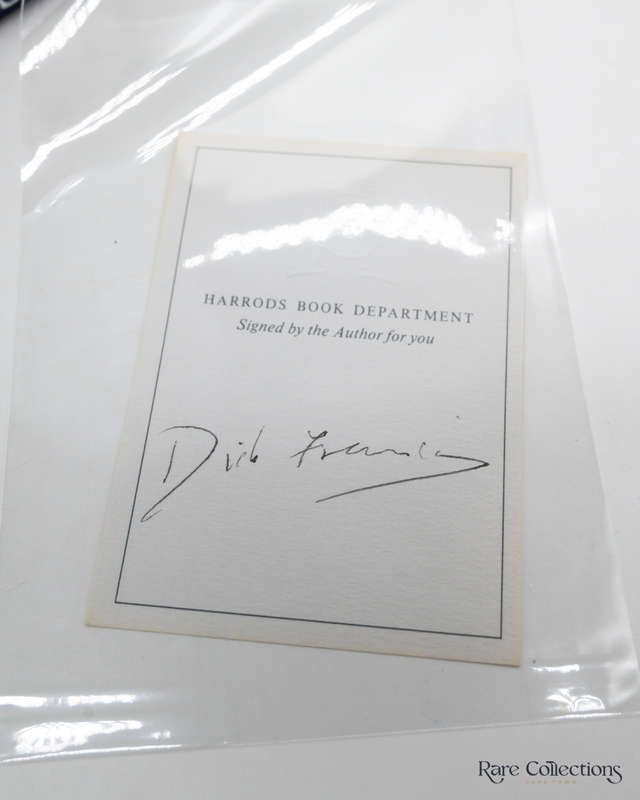 HARRODS BOOK DEPARTMENT
Signed by the Author for you
Dick Francis
Rare Collections